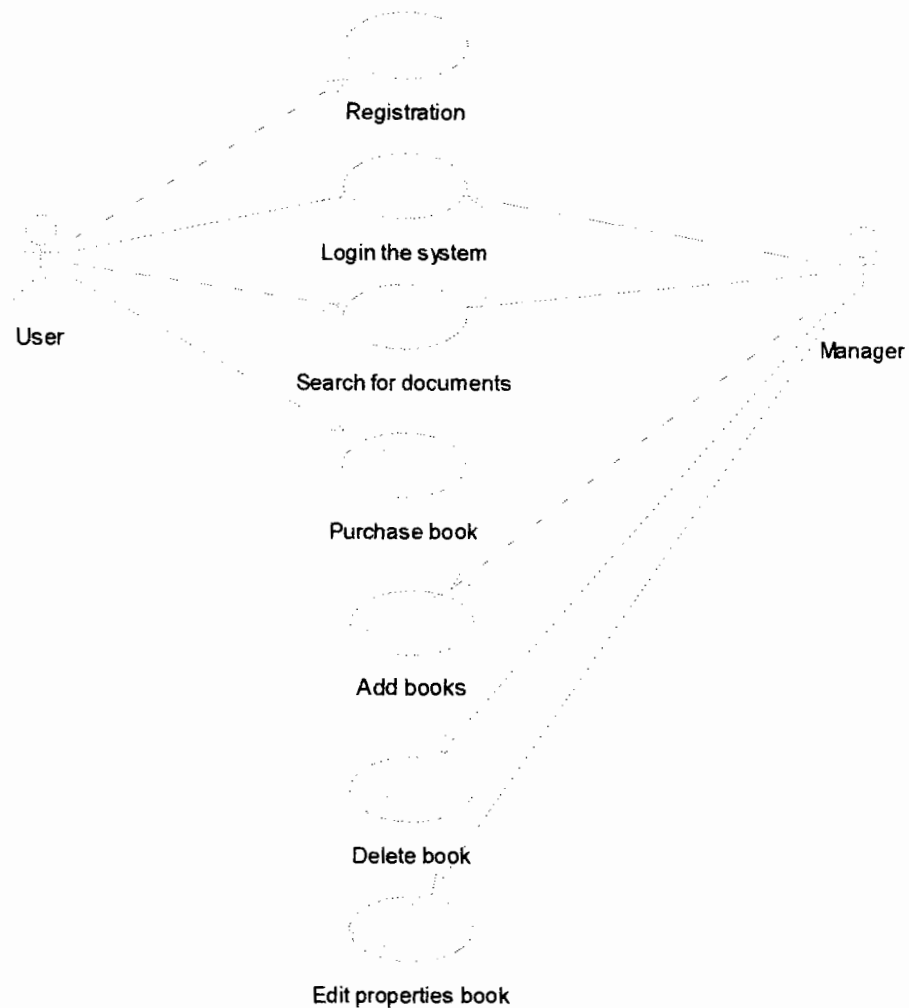 Registration
Login the system
User
Manager
Search for documents
Purchase book
Add books
Delete book
Edit properties book